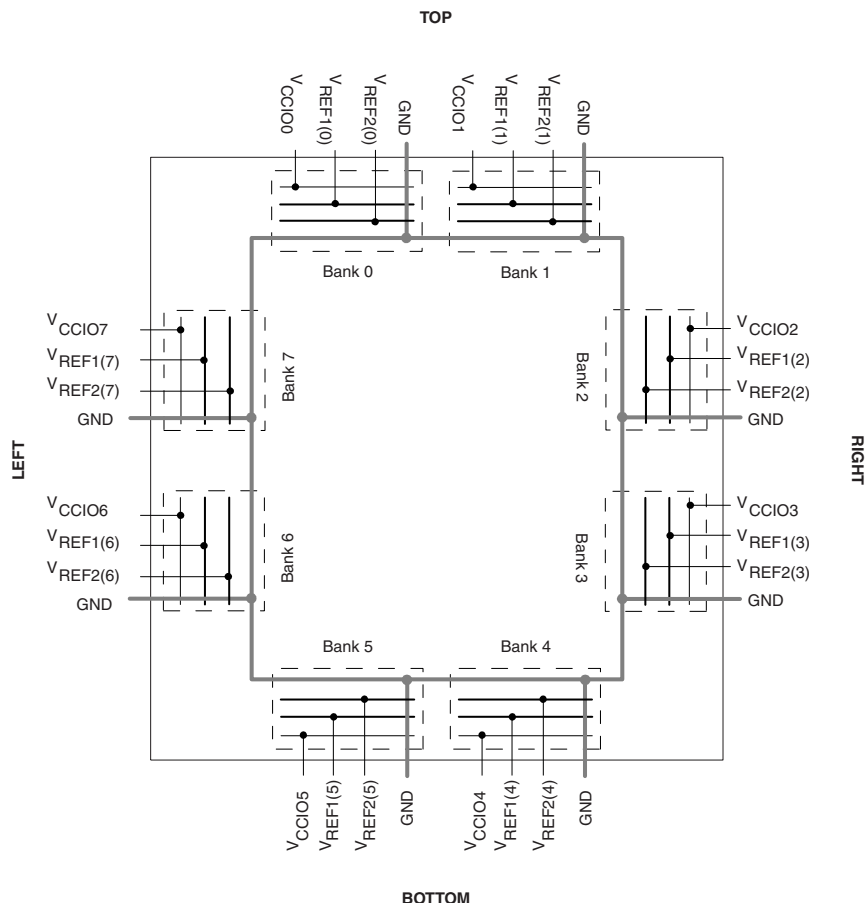 TOP
VCCIO0
VREF1(0)
VREF2(0)
GND
VCCIO1
VREF1(1)
VREF2(1)
GND
Bank 0
Bank 1
VCCIO7
VREF1(7)
VREF2(7)
GND
Bank 7
Bank 2
VCCIO2
VREF1(2)
VREF2(2)
GND
LEFT
RIGHT
VCCIO6
VREF1(6)
VREF2(6)
GND
Bank 6
Bank 3
VCCIO3
VREF1(3)
VREF2(3)
GND
Bank 5
Bank 4
VCCIO5
VREF1(5)
VREF2(5)
GND
VCCIO4
VREF1(4)
VREF2(4)
GND
BOTTOM